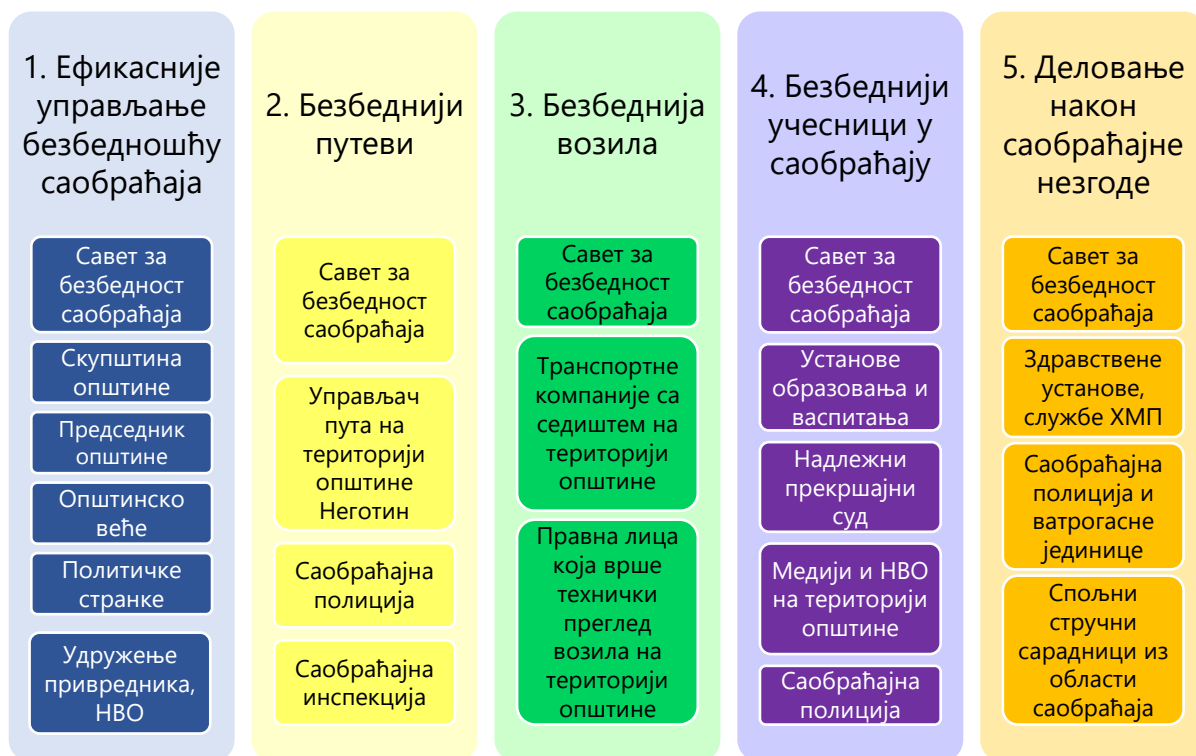 1. Ефикасније
управљање
безбедношћу
саобраћаја
Савет за
безбедност
саобраћаја
Скупштина
општине
Председник
општине
Општинско
веће
Политичке
странке
Удружење
привредника,
НВО
2. Безбеднији
путеви
Савет за
безбедност
саобраћаја
Управљач
пута на
територији
општине
Неготин
Саобраћајна
полиција
Саобраћајна
инспекција
3. Безбеднија
возила
Савет за
безбедност
саобраћаја
Транспортне
компаније са
седиштем на
територији
општине
Правна лица
која врше
технички
преглед
возила на
територији
општине
4. Безбеднији
учесници у
саобраћају
Савет за
безбедност
саобраћаја
Установе
образовања и
васпитања
Надлежни
прекршајни
суд
Медији и НВО
на територији
општине
Саобраћајна
полиција
5. Деловање
након
саобраћајне
незгоде
Савет за
безбедност
саобраћаја
Здравствене
установе,
службе ХМП
Саобраћајна
полиција и
ватрогасне
јединице
Спољни
стручни
сарадници из
области
саобраћаја